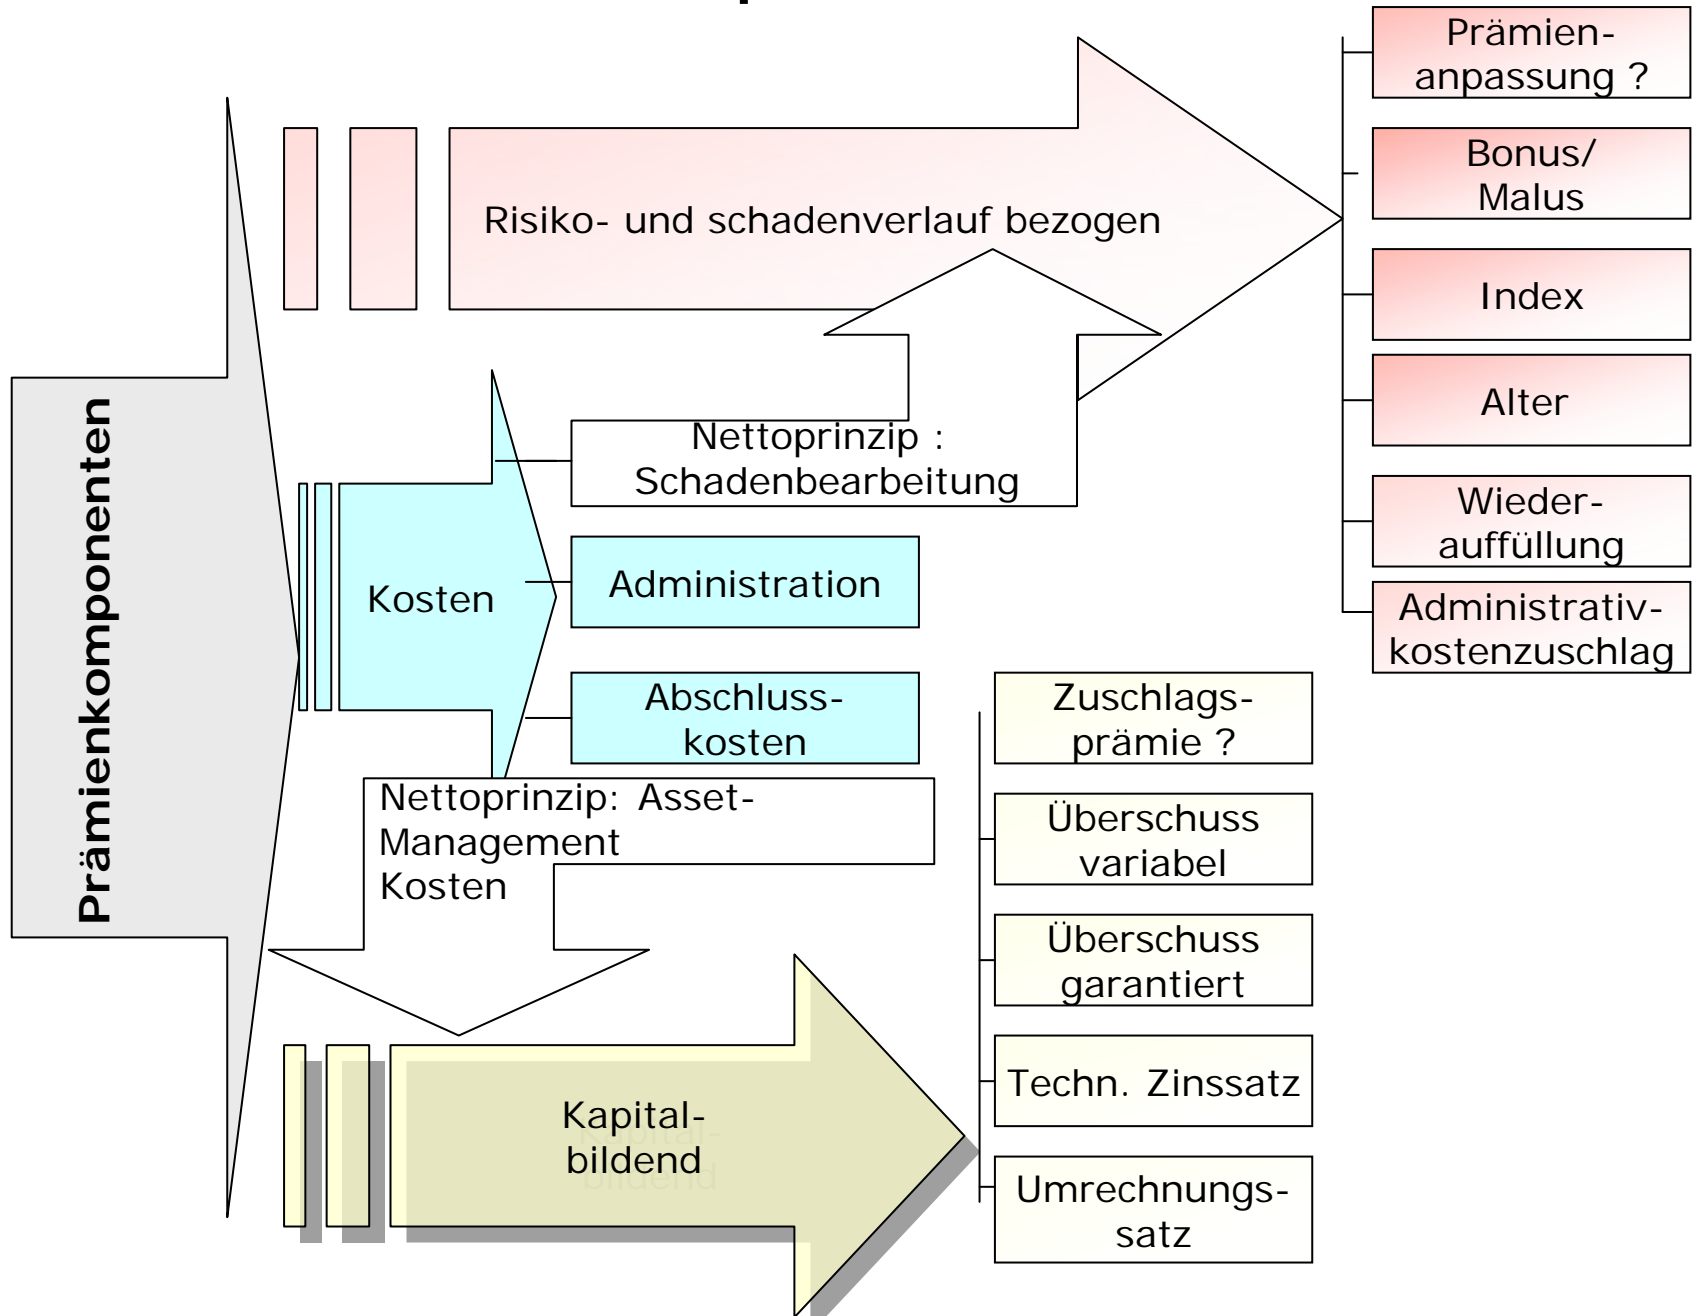 Prämienkomponenten
Risiko- und schadenverlauf bezogen
Prämien-
anpassung ?
Bonus/
Malus
Index
Alter
Wieder-
auffüllung
Administrativ-
kostenzuschlag
Kosten
Nettoprinzip :
Schadenbearbeitung
Administration
Abschluss-
kosten
Nettoprinzip: Asset-
Management
Kosten
Kapital-
bildend
Zuschlags-
prämie ?
Überschuss
variabel
Überschuss
garantiert
Techn. Zinssatz
Umrechnungs-
satz